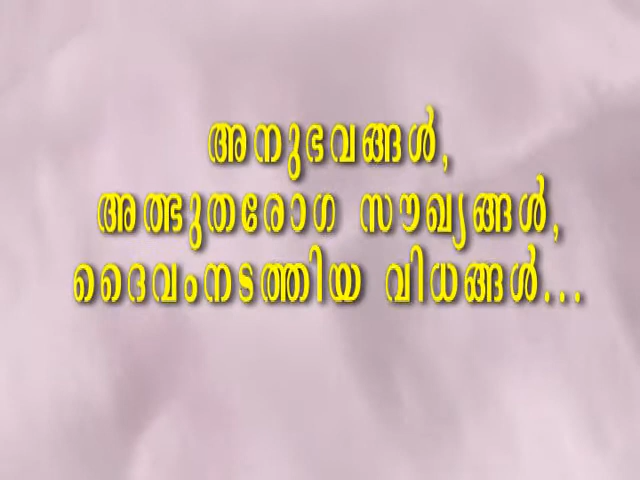 അനുഭവങ്ങൾ,
അത്ഭുതരോഗ സൗഖ്യങ്ങൾ,
ദൈവംനടത്തിയ വിധങ്ങൾ...